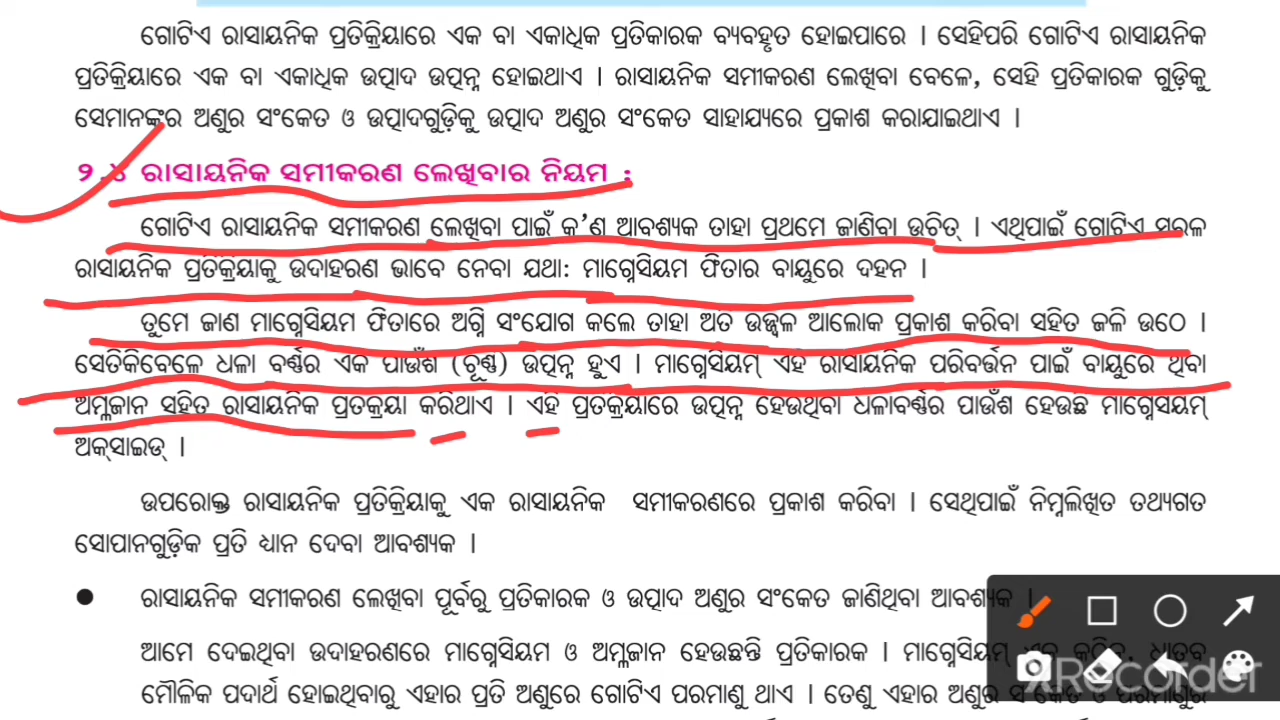 ଗୋଟିଏ ରାସାୟନିକ ପ୍ରତିକ୍ରିୟାରେ ଏକ ବା ଏକାଧିକ ପ୍ରତିକାରକ ବ୍ୟବହୃତ ହୋଇପାରେ । ସେହିପରି ଗୋଟିଏ ରାସାୟନିକ
ପ୍ରତିକ୍ରିୟାରେ ଏକ ବା ଏକାଧିକ ଉତ୍ପାଦ ଉତ୍ପନ୍ନ ହୋଇଥାଏ । ରାସାୟନିକ ସମୀକରଣ ଲେଖିବା ବେଳେ, ସେହି ପ୍ରତିକାରକ ଗୁଡ଼ିକୁ
ସେମାନଙ୍କର ଅଣୁର ସଂକେତ ଓ ଉତ୍ପାଦଗୁଡ଼ିକୁ ଉତ୍ପାଦ ଅଣୁର ସଂକେତ ସାହାଯ୍ୟରେ ପ୍ରକାଶ କରାଯାଇଥାଏ ।
୨.୪ ରାସାୟନିକ ସମୀକରଣ ଲେଖିବାର ନିୟମ :
ଗୋଟିଏ ରାସାୟନିକ ସମୀକରଣ ଲେଖିବା ପାଇଁ କ’ଣ ଆବଶ୍ୟକ ତାହା ପ୍ରଥମେ ଜାଣିବା ଉଚିତ୍ । ଏଥିପାଇଁ ଗୋଟିଏ ସରଳ
ରାସାୟନିକ ପ୍ରତିକ୍ରିୟାକୁ ଉଦାହରଣ ଭାବେ ନେବା ଯଥା: ମାଗ୍ନେସିୟମ ଫିତାର ବାୟୁରେ ଦହନ ।
ତୁମେ ଜାଣ ମାଗ୍ନେସିୟମ ଫିତାରେ ଅଗ୍ନି ସଂଯୋଗ କଲେ ତାହା ଅତି ଉଜ୍ଜ୍ୱଳ ଆଲୋକ ପ୍ରକାଶ କରିବା ସହିତ ଜଳି ଉଠେ ।
ସେତିକିବେଳେ ଧଳା ବର୍ଣ୍ଣର ଏକ ପାଉଁଶ (ଚୂର୍ଣ୍ଣ) ଉତ୍ପନ୍ନ ହୁଏ । ମାଗ୍ନେସିୟମ୍ ଏହି ରାସାୟନିକ ପରିବର୍ତ୍ତନ ପାଇଁ ବାୟୁରେ ଥିବା
ଅମ୍ଳଜାନ ସହିତ ରାସାୟନିକ ପ୍ରତିକ୍ରିୟା କରିଥାଏ । ଏହି ପ୍ରତିକ୍ରିୟାରେ ଉତ୍ପନ୍ନ ହେଉଥିବା ଧଳାବର୍ଣ୍ଣର ପାଉଁଶ ହେଉଛି ମାଗ୍ନେସିୟମ୍
ଅକ୍‌ସାଇଡ୍ ।
ଉପରୋକ୍ତ ରାସାୟନିକ ପ୍ରତିକ୍ରିୟାକୁ ଏକ ରାସାୟନିକ ସମୀକରଣରେ ପ୍ରକାଶ କରିବା । ସେଥିପାଇଁ ନିମ୍ନଲିଖିତ ତଥ୍ୟଗତ
ସୋପାନଗୁଡ଼ିକ ପ୍ରତି ଧ୍ୟାନ ଦେବା ଆବଶ୍ୟକ ।
● ରାସାୟନିକ ସମୀକରଣ ଲେଖିବା ପୂର୍ବରୁ ପ୍ରତିକାରକ ଓ ଉତ୍ପାଦ ଅଣୁର ସଂକେତ ଜାଣିଥିବା ଆବଶ୍ୟକ ।
ଆମେ ଦେଇଥିବା ଉଦାହରଣରେ ମାଗ୍ନେସିୟମ ଓ ଅମ୍ଳଜାନ ହେଉଛନ୍ତି ପ୍ରତିକାରକ । ମାଗ୍ନେସିୟମ୍ ଏକ କଠିନ, ଧାତବ
ମୌଳିକ ପଦାର୍ଥ ହୋଇଥିବାରୁ ଏହାର ପ୍ରତି ଅଣୁରେ ଗୋଟିଏ ପରମାଣୁ ଥାଏ । ତେଣୁ ଏହାର ଅଣୁର ସଂକେତ ଓ ପରମାଣୁର
XRecorder